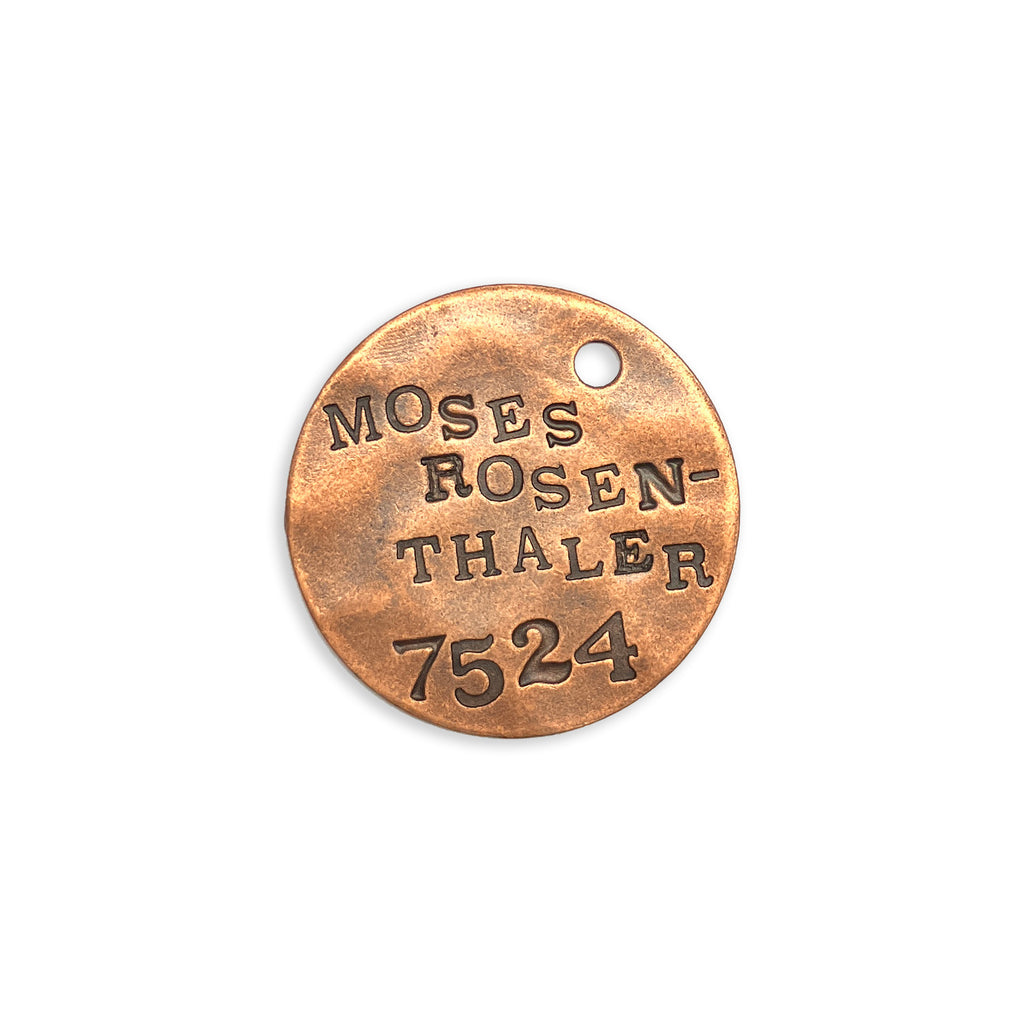 MOSES
ROSEN-
THALER
7524